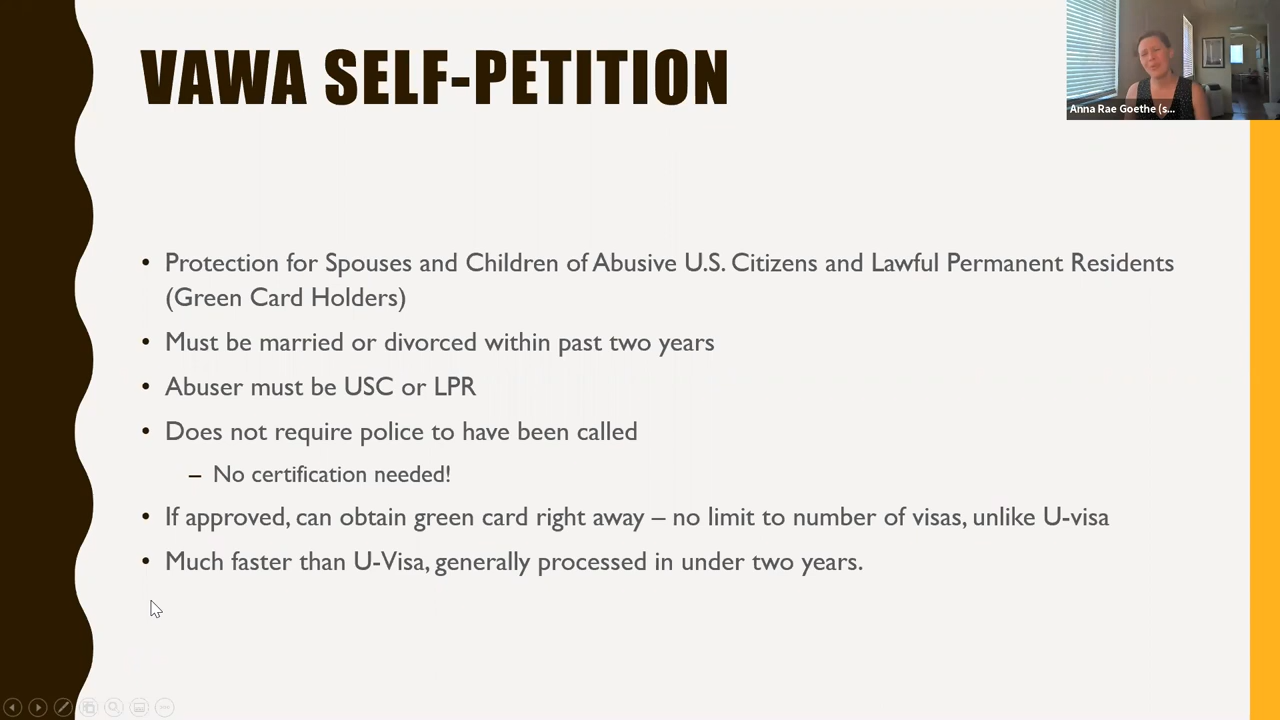 VAWA SELF-PETITION
Anna Rae Goethe (s...
• Protection for Spouses and Children of Abusive U.S. Citizens and Lawful Permanent Residents
(Green Card Holders)
• Must be married or divorced within past two years
• Abuser must be USC or LPR
• Does not require police to have been called
– No certification needed!
• If approved, can obtain green card right away – no limit to number of visas, unlike U-visa
• Much faster than U-Visa, generally processed in under two years.